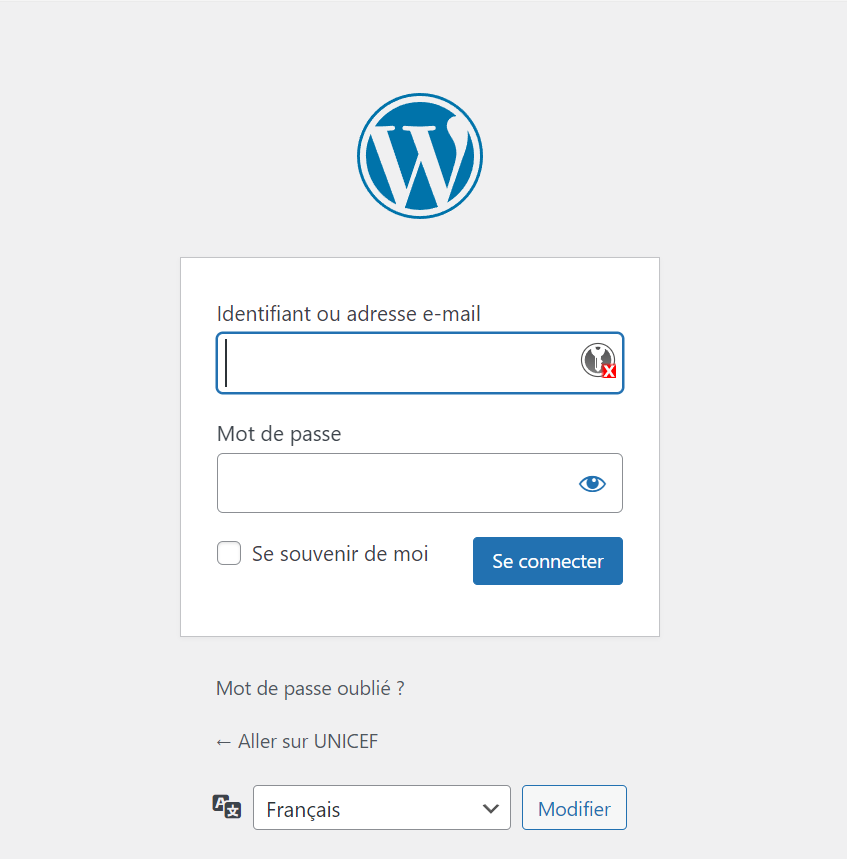 Identifiant ou adresse e-mail
Mot de passe
Se souvenir de moi
Se connecter
Mot de passe oublié ?
← Aller sur UNICEF
Français
Modifier